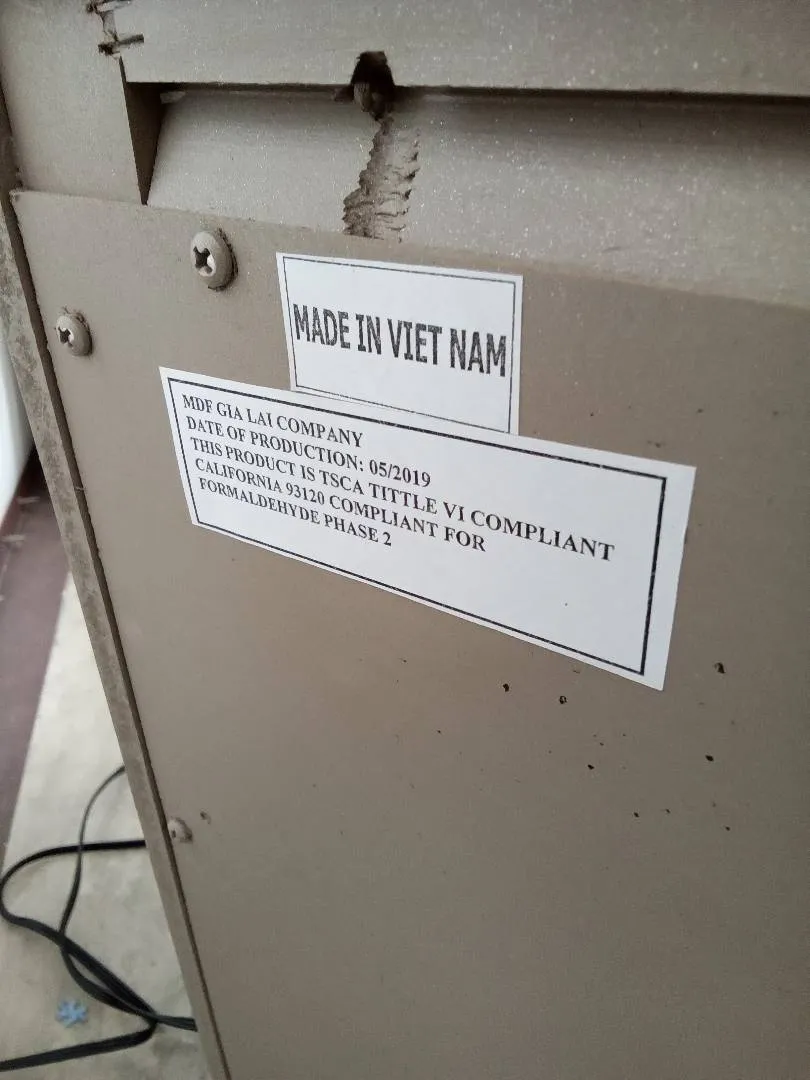 MADE IN VIET NAM
MDF GIA LAI COMPANY
DATE OF PRODUCTION: 05/2019
THIS PRODUCT IS TSCA TITTLE VI COMPLIANT
CALIFORNIA 93120 COMPLIANT FOR
FORMALDEHYDE PHASE 2